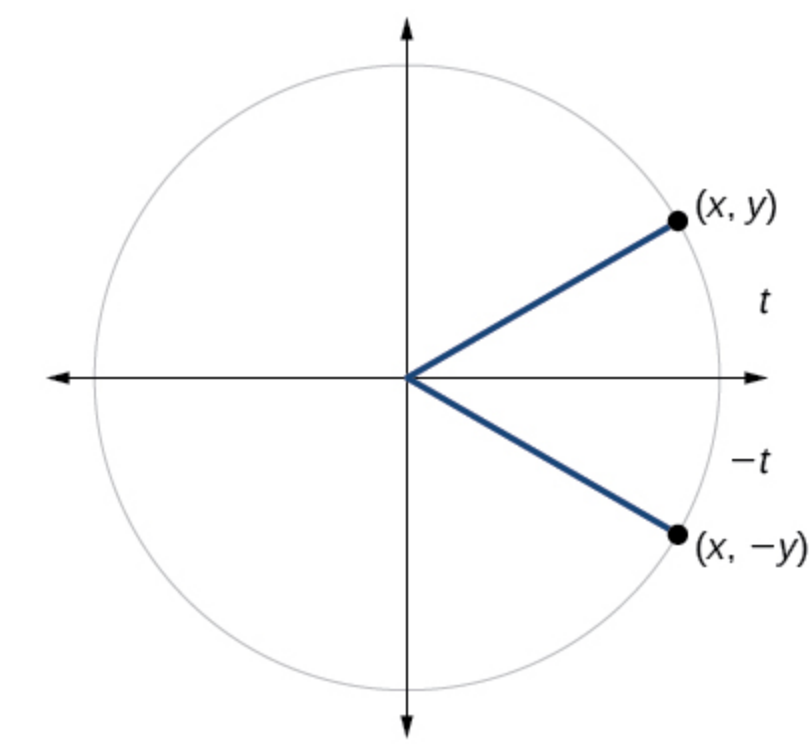 (x, y)
t
−t
(x, −y)